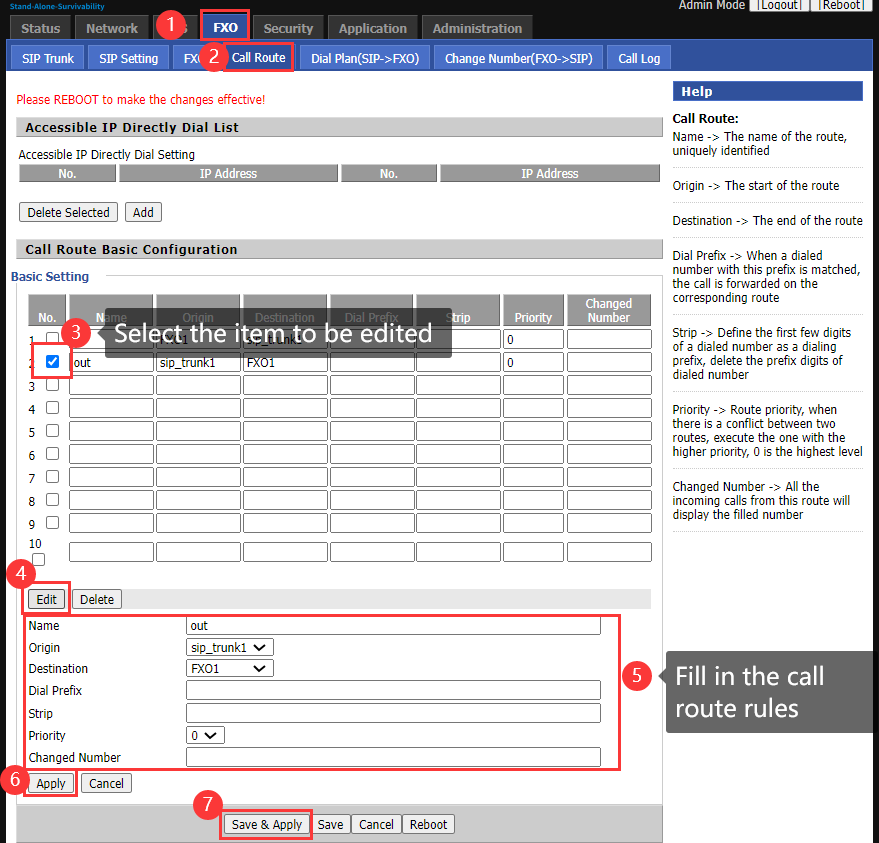 Stand-Alone-Survivability
Admin Mode [Logout] [Reboot]
Status Network S FXO Security Application Administration
1
SIP Trunk SIP Setting FX Call Route Dial Plan(SIP->FXO) Change Number(FXO->SIP) Call Log
2
Please REBOOT to make the changes effective!
Accessible IP Directly Dial List
Accessible IP Directly Dial Setting
No. IP Address No. IP Address
Delete Selected Add
Call Route Basic Configuration
Basic Setting
No. Name Origin Destination Dial Prefix Strip Priority Changed Number
3 Select the item to be edited
1 FXO1 sip_trunk1 0
2 out sip_trunk1 FXO1 0
3
4
5
6
7
8
9
10
4
Edit Delete
Name out
Origin sip_trunk1
Destination FXO1
Dial Prefix
Strip
Priority 0
Changed Number
5 Fill in the call
route rules
6 Apply Cancel
7
Save & Apply Save Cancel Reboot
Help
Call Route:
Name -> The name of the route,
uniquely identified
Origin -> The start of the route
Destination -> The end of the route
Dial Prefix -> When a dialed
number with this prefix is matched,
the call is forwarded on the
corresponding route
Strip -> Define the first few digits
of a dialed number as a dialing
prefix, delete the prefix digits of
dialed number
Priority -> Route priority, when
there is a conflict between two
routes, execute the one with the
higher priority, 0 is the highest level
Changed Number -> All the
incoming calls from this route will
display the filled number